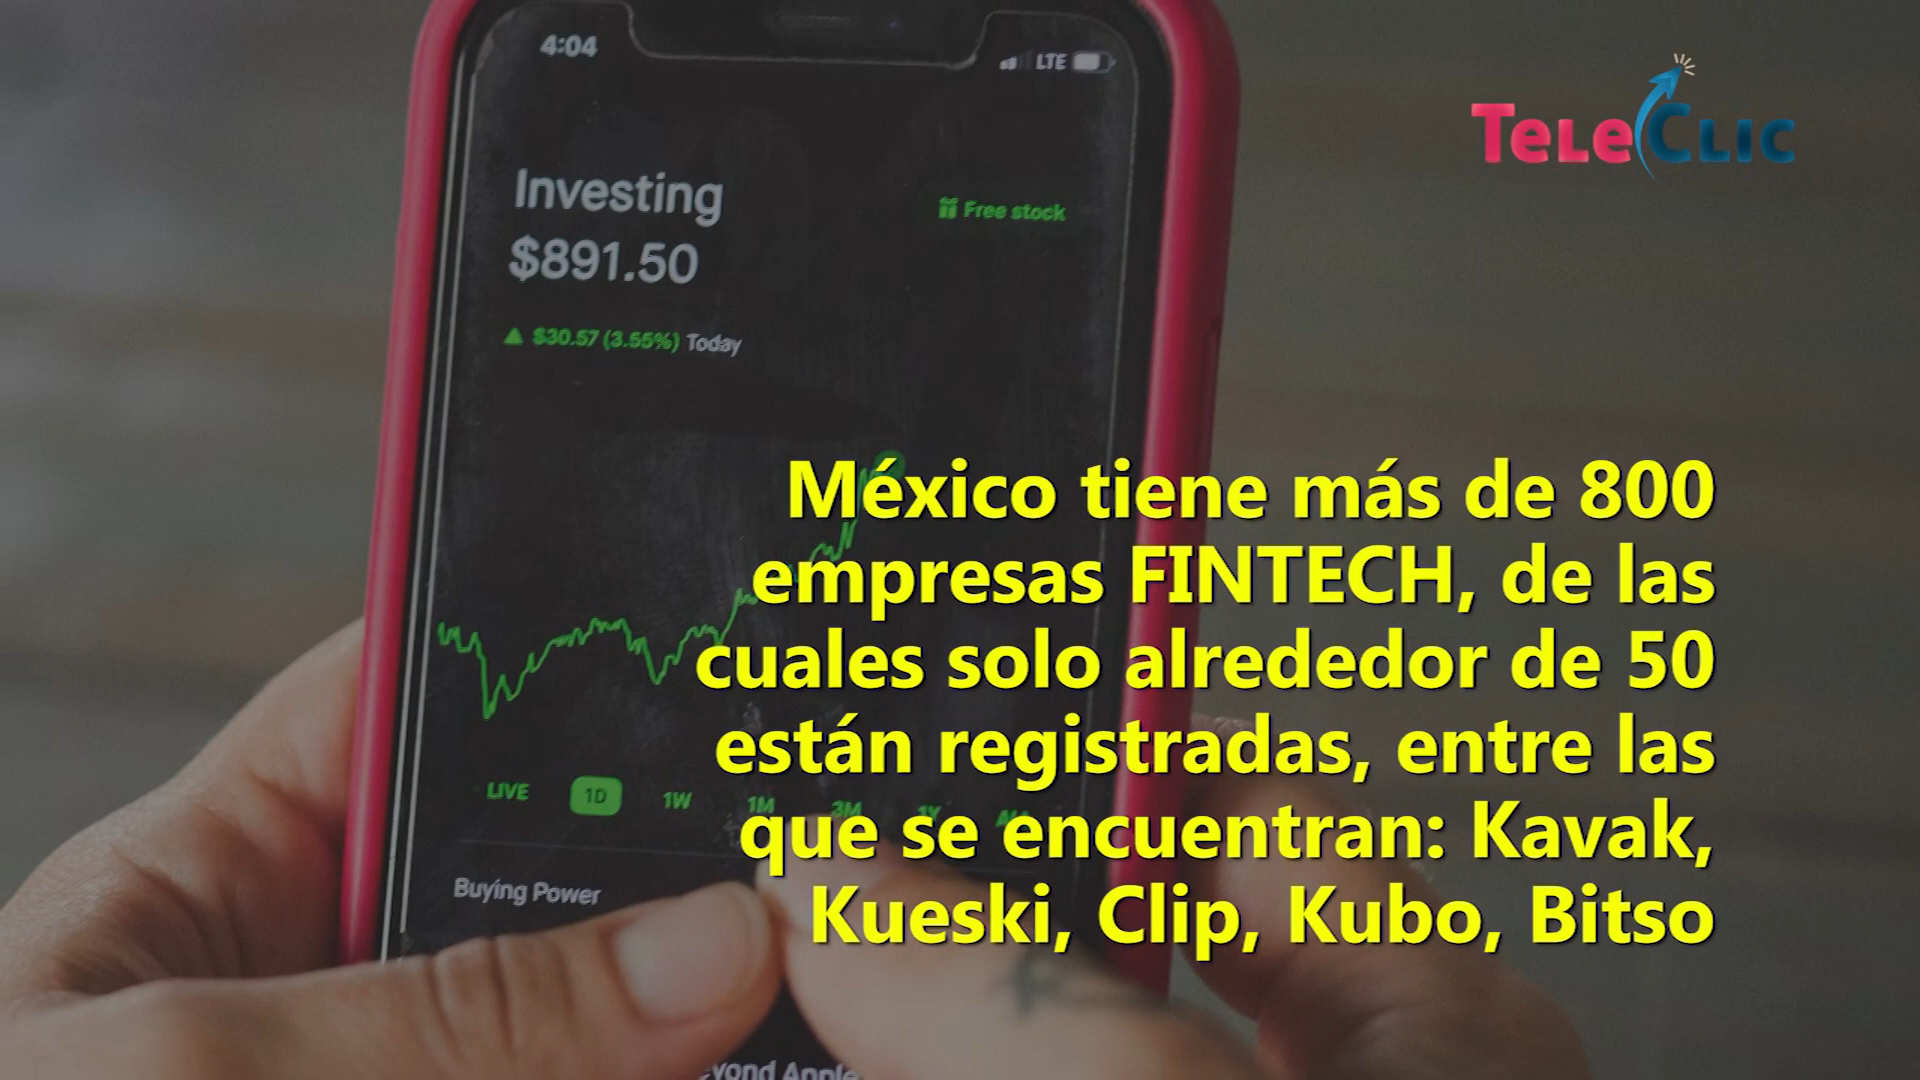 4:04
LTE
TELECLIC
Investing
$891.50
Free stock
$30.57 (3.55%) Today
México tiene más de 800
empresas FINTECH, de las
cuales solo alrededor de 50
están registradas, entre las
que se encuentran: Kavak,
Kueski, Clip, Kubo, Bitso
LIVE 1D 1W 1M 3M 1Y
Buying Power